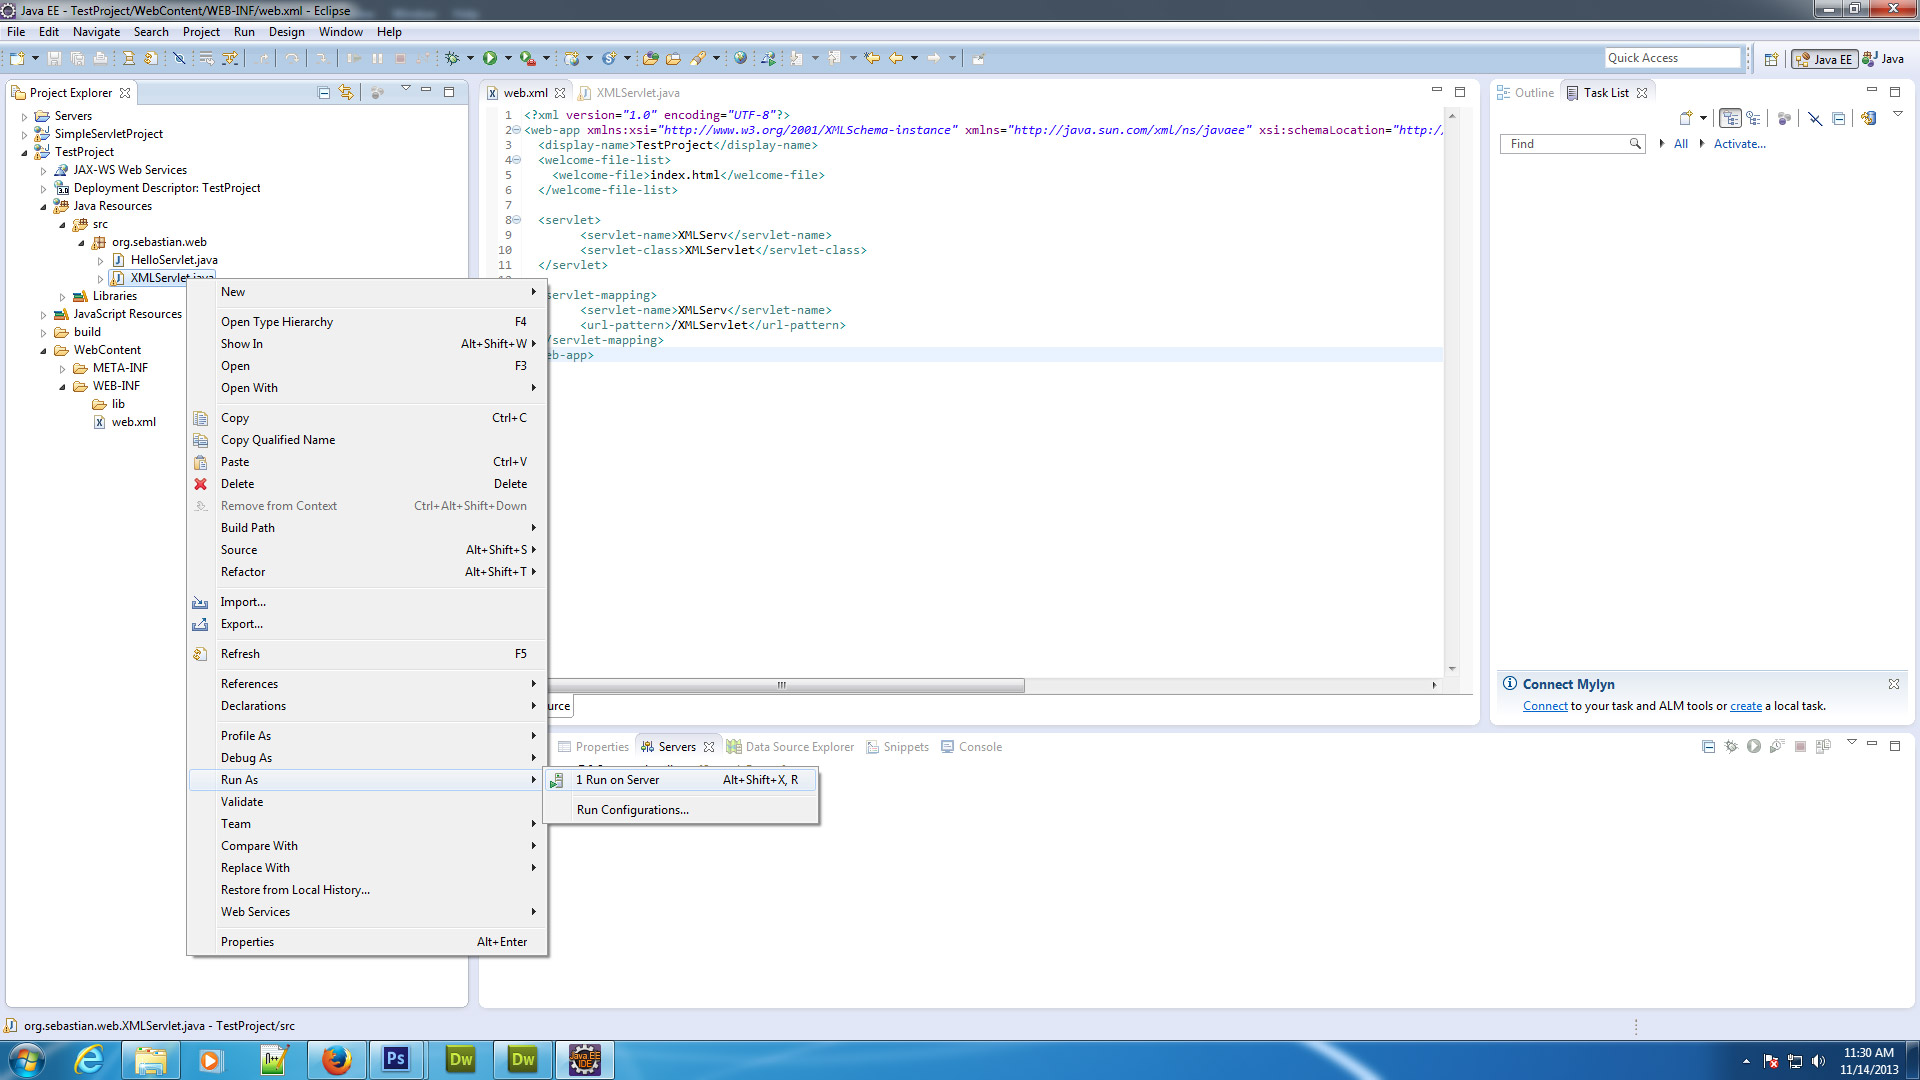 Java EE - TestProject/WebContent/WEB-INF/web.xml - Eclipse
File Edit Navigate Search Project Run Design Window Help
Quick Access
Java EE
Java
Project Explorer
Servers
SimpleServletProject
TestProject
JAX-WS Web Services
Deployment Descriptor: TestProject
Java Resources
src
org.sebastian.web
HelloServlet.java
XMLServlet.java
Libraries
JavaScript Resources
build
WebContent
META-INF
WEB-INF
lib
web.xml
New
Open Type Hierarchy F4
Show In Alt+Shift+W
Open F3
Open With
Copy Ctrl+C
Copy Qualified Name
Paste Ctrl+V
Delete Delete
Remove from Context Ctrl+Alt+Shift+Down
Build Path
Source Alt+Shift+S
Refactor Alt+Shift+T
Import...
Export...
Refresh F5
References
Declarations
Profile As
Debug As
Run As
Validate
Team
Compare With
Replace With
Restore from Local History...
Web Services
Properties Alt+Enter
1 Run on Server Alt+Shift+X, R
Run Configurations...
web.xml
XMLServlet.java
1 <?xml version="1.0" encoding="UTF-8"?>
2 <web-app xmlns:xsi="http://www.w3.org/2001/XMLSchema-instance" xmlns="http://java.sun.com/xml/ns/javaee" xsi:schemaLocation="http:/
3 <display-name>TestProject</display-name>
4 <welcome-file-list>
5 <welcome-file>index.html</welcome-file>
6 </welcome-file-list>
7
8 <servlet>
9 <servlet-name>XMLServ</servlet-name>
10 <servlet-class>XMLServlet</servlet-class>
11 </servlet>
servlet-mapping>
<servlet-name>XMLServ</servlet-name>
<url-pattern>/XMLServlet</url-pattern>
/servlet-mapping>
eb-app>
urce
Properties
Servers
Data Source Explorer
Snippets
Console
Outline
Task List
Find
All
Activate...
Connect Mylyn
Connect to your task and ALM tools or create a local task.
org.sebastian.web.XMLServlet.java - TestProject/src
Ps
Dw
Dw
Java EE
IDE
11:30 AM
11/14/2013